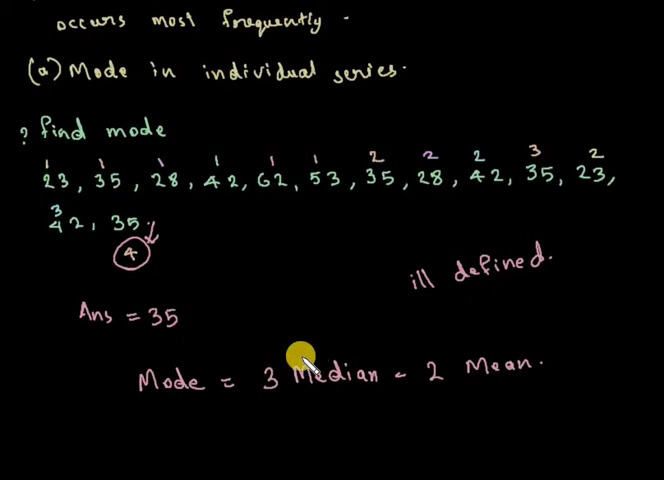 occurs most frequently.
(a) Mode in individual series.
? find mode
1 1 1 1 1 1 2 2 2 3 2
23, 35, 28, 42, 62, 53, 35, 28, 42, 35, 23,
3
42, 35.
4
ill defined.
Ans = 35
Mode = 3 Median - 2 Mean.